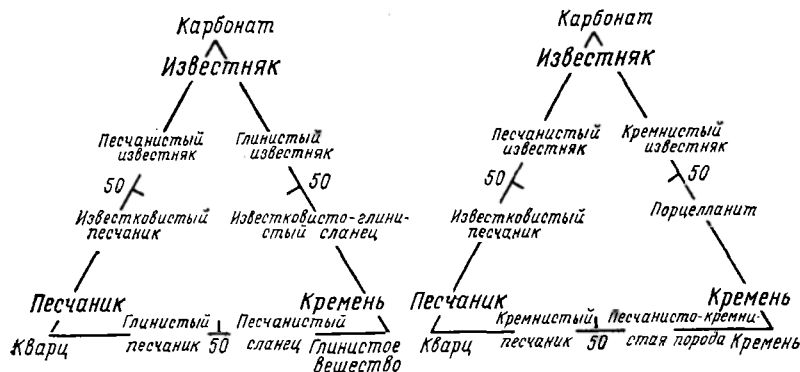 Карбонат
Известняк
Песчанистый
известняк
Глинистый
известняк
50
50
Известковистый
песчаник
Известковисто-глини-
стый сланец
Песчаник
Кремень
Кварц
Глинистый
песчаник
50
Песчанистый
сланец
Глинистое
вещество
Карбонат
Известняк
Песчанистый
известняк
Кремнистый
известняк
50
50
Известковистый
песчаник
Порцелланит
Песчаник
Кремень
Кварц
Кремнистый
песчаник
50
Песчанисто-кремни-
стая порода
Кремень